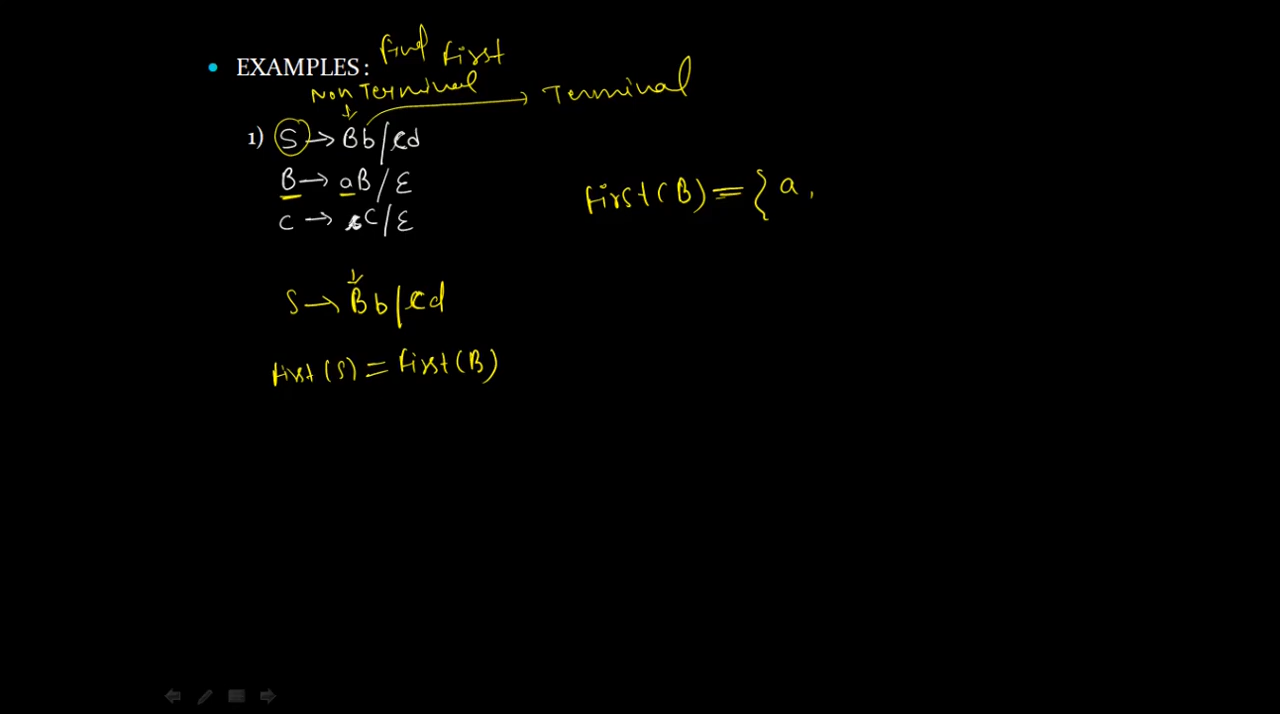 • EXAMPLES: find first
Non Terminal
Terminal
1) S → Bb/Cd
B → aB/ε
C → C/ε
first(B) = { a,
S → Bb/Cd
first(S) = first(B)